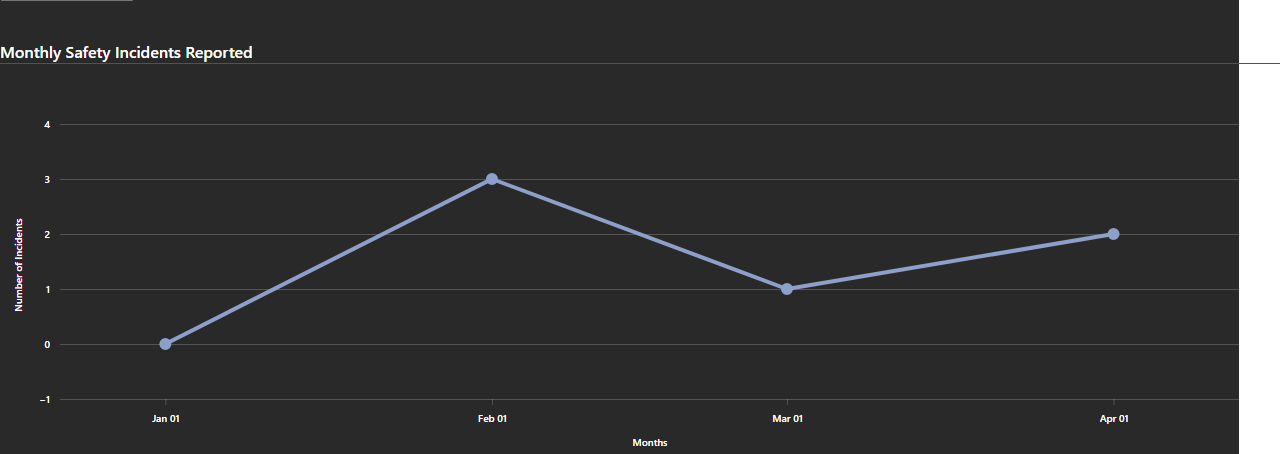 Monthly Safety Incidents Reported
4
3
2
1
0
−1
Number of Incidents
Jan 01
Feb 01
Mar 01
Apr 01
Months